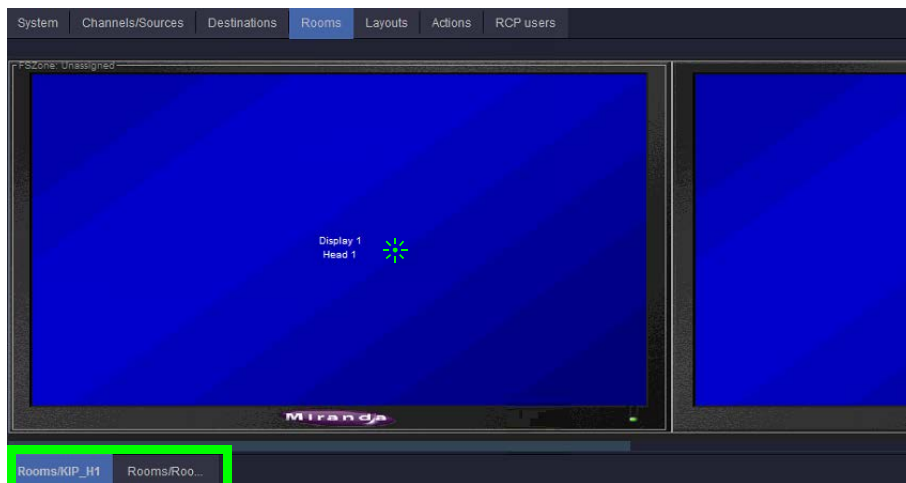 System Channels/Sources Destinations Rooms Layouts Actions RCP users
FSZone: Unassigned
Display 1
Head 1
Miranda
Rooms/KIP_H1 Rooms/Roo...